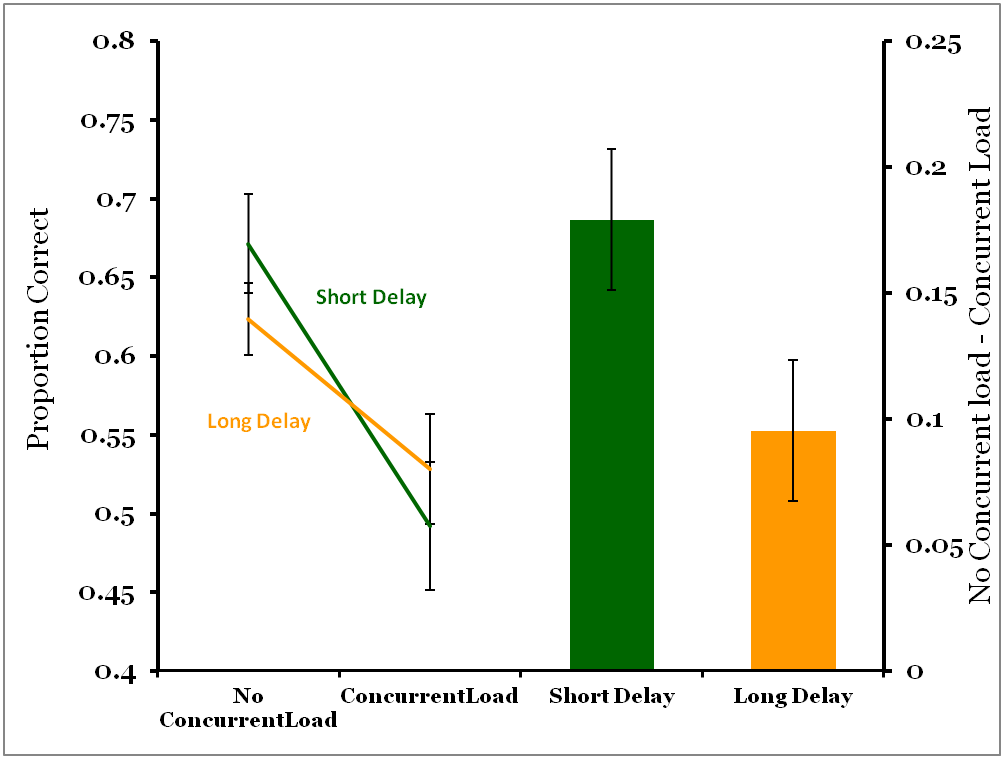 0.8
0.75
0.7
0.65
0.6
0.55
0.5
0.45
0.4
Proportion Correct
Short Delay
Long Delay
No
ConcurrentLoad
ConcurrentLoad
Short Delay
Long Delay
0.25
0.2
0.15
0.1
0.05
0
No Concurrent load - Concurrent Load